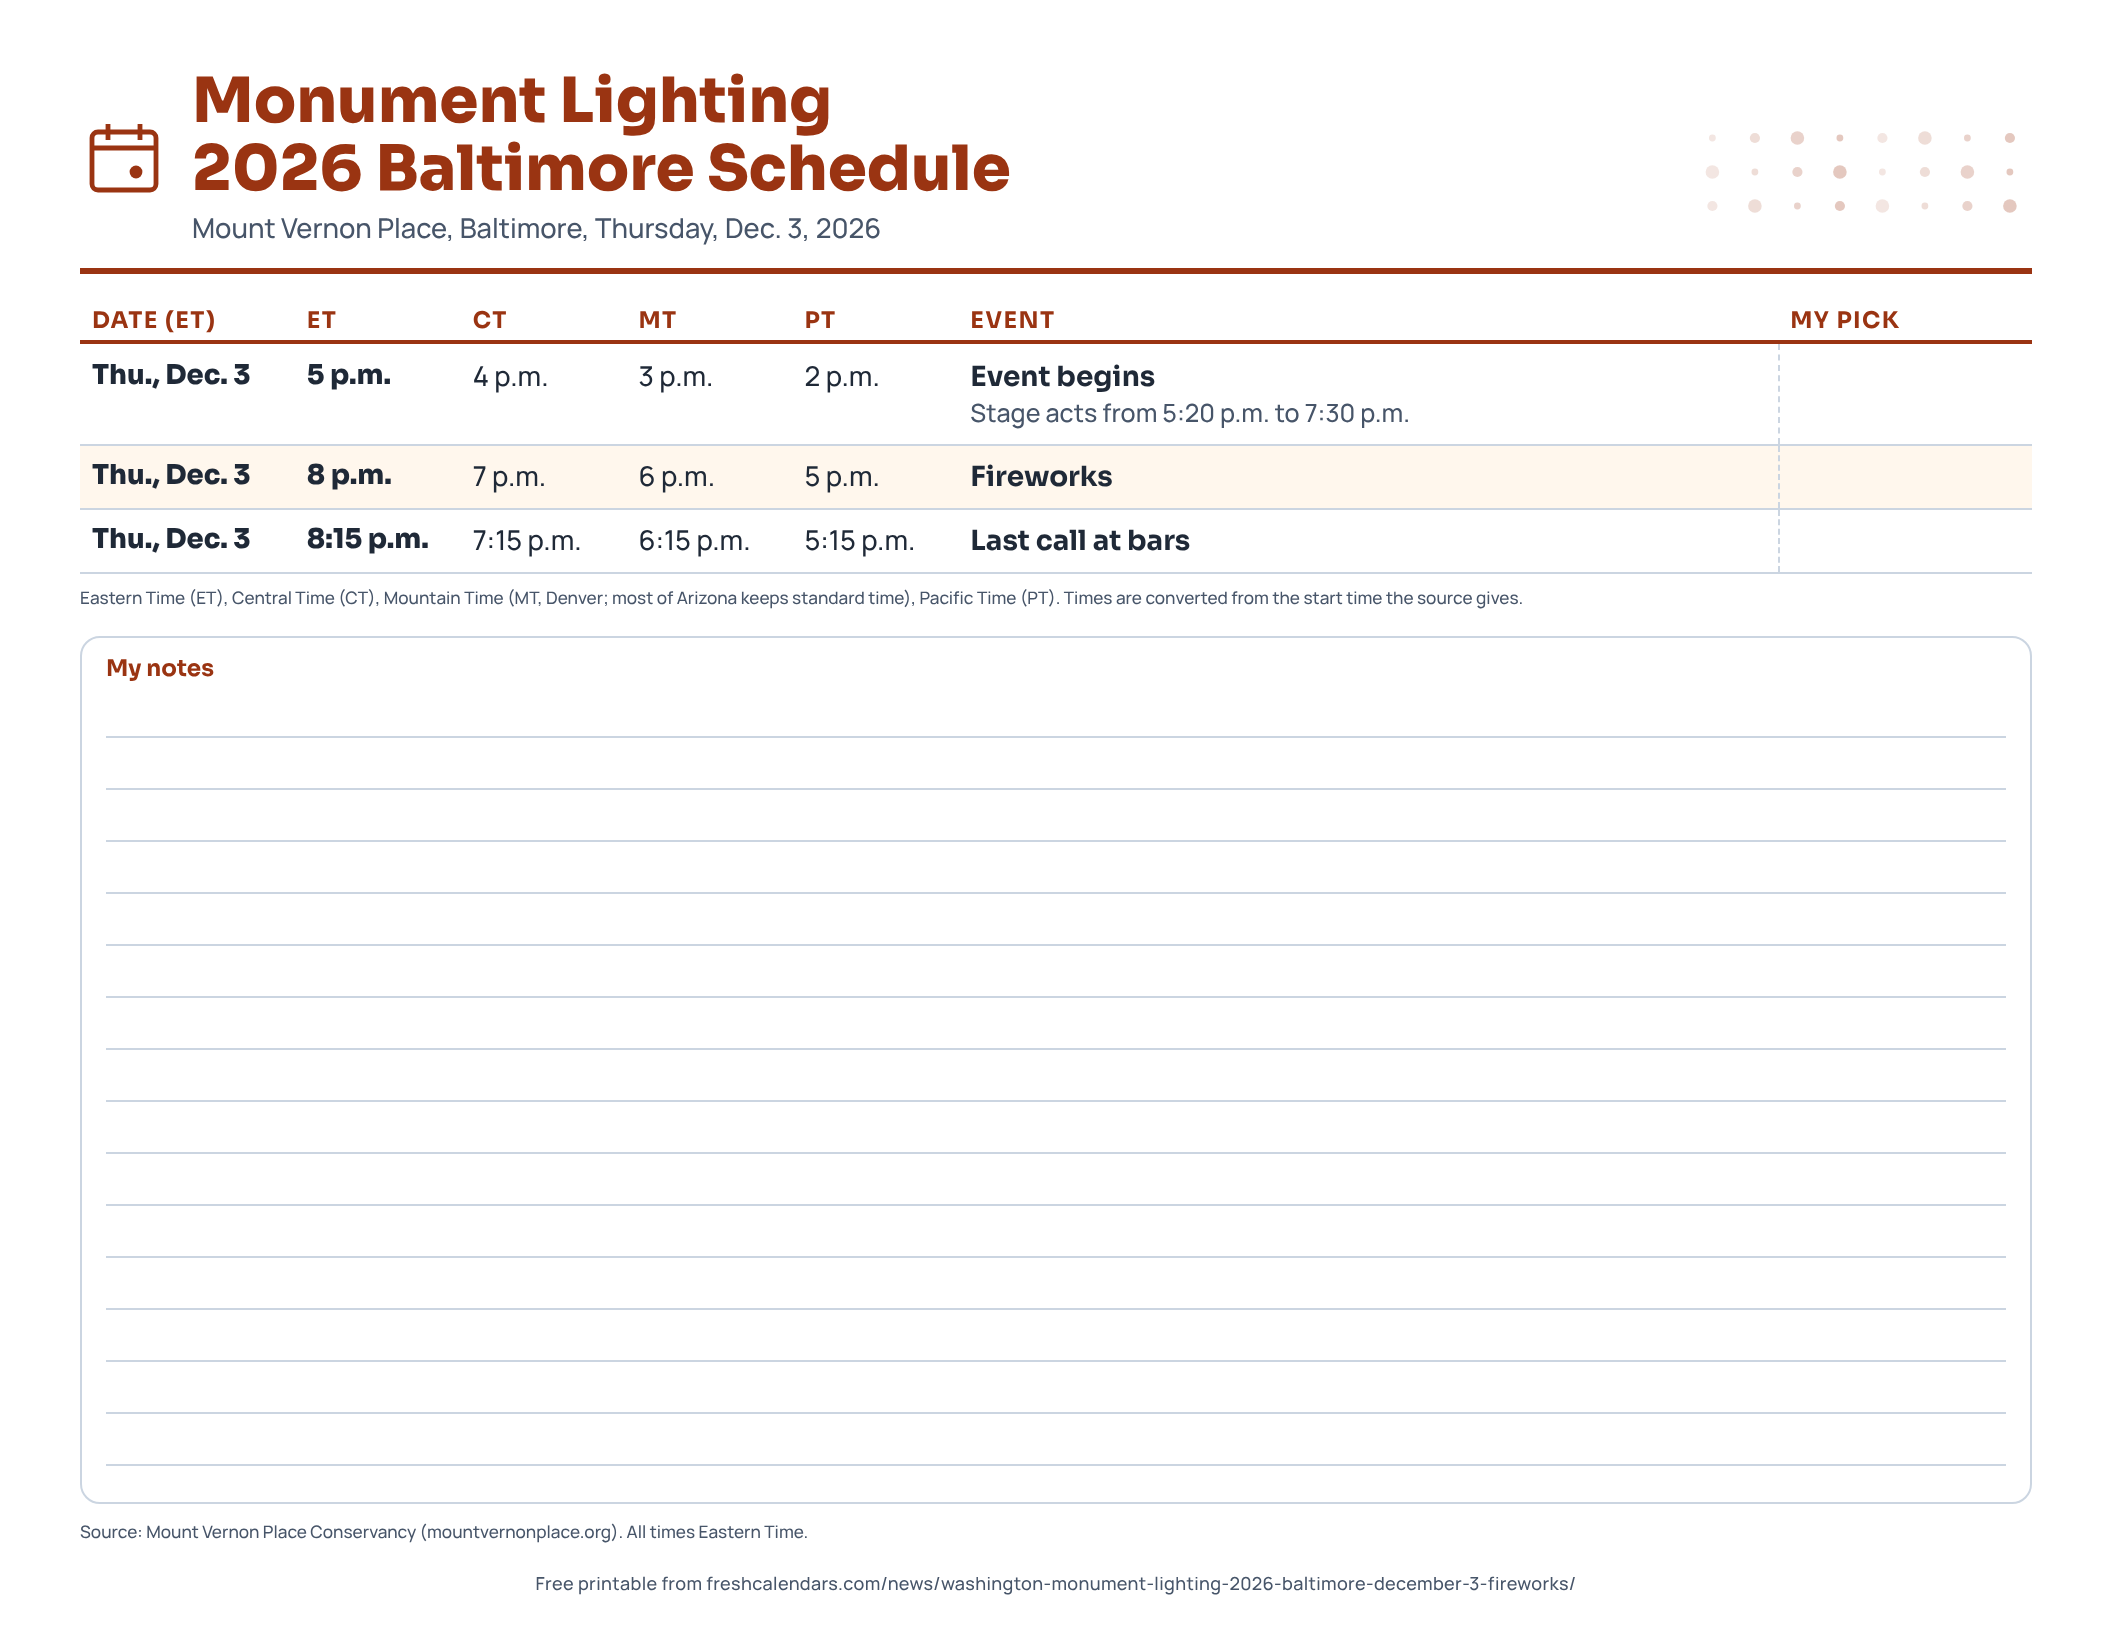 Monument Lighting
2026 Baltimore Schedule
Mount Vernon Place, Baltimore, Thursday, Dec. 3, 2026
DATE (ET) ET CT MT PT EVENT MY PICK
Thu., Dec. 3 5 p.m. 4 p.m. 3 p.m. 2 p.m. Event begins
Stage acts from 5:20 p.m. to 7:30 p.m.
Thu., Dec. 3 8 p.m. 7 p.m. 6 p.m. 5 p.m. Fireworks
Thu., Dec. 3 8:15 p.m. 7:15 p.m. 6:15 p.m. 5:15 p.m. Last call at bars
Eastern Time (ET), Central Time (CT), Mountain Time (MT, Denver; most of Arizona keeps standard time), Pacific Time (PT). Times are converted from the start time the source gives.
My notes
Source: Mount Vernon Place Conservancy (mountvernonplace.org). All times Eastern Time.
Free printable from freshcalendars.com/news/washington-monument-lighting-2026-baltimore-december-3-fireworks/